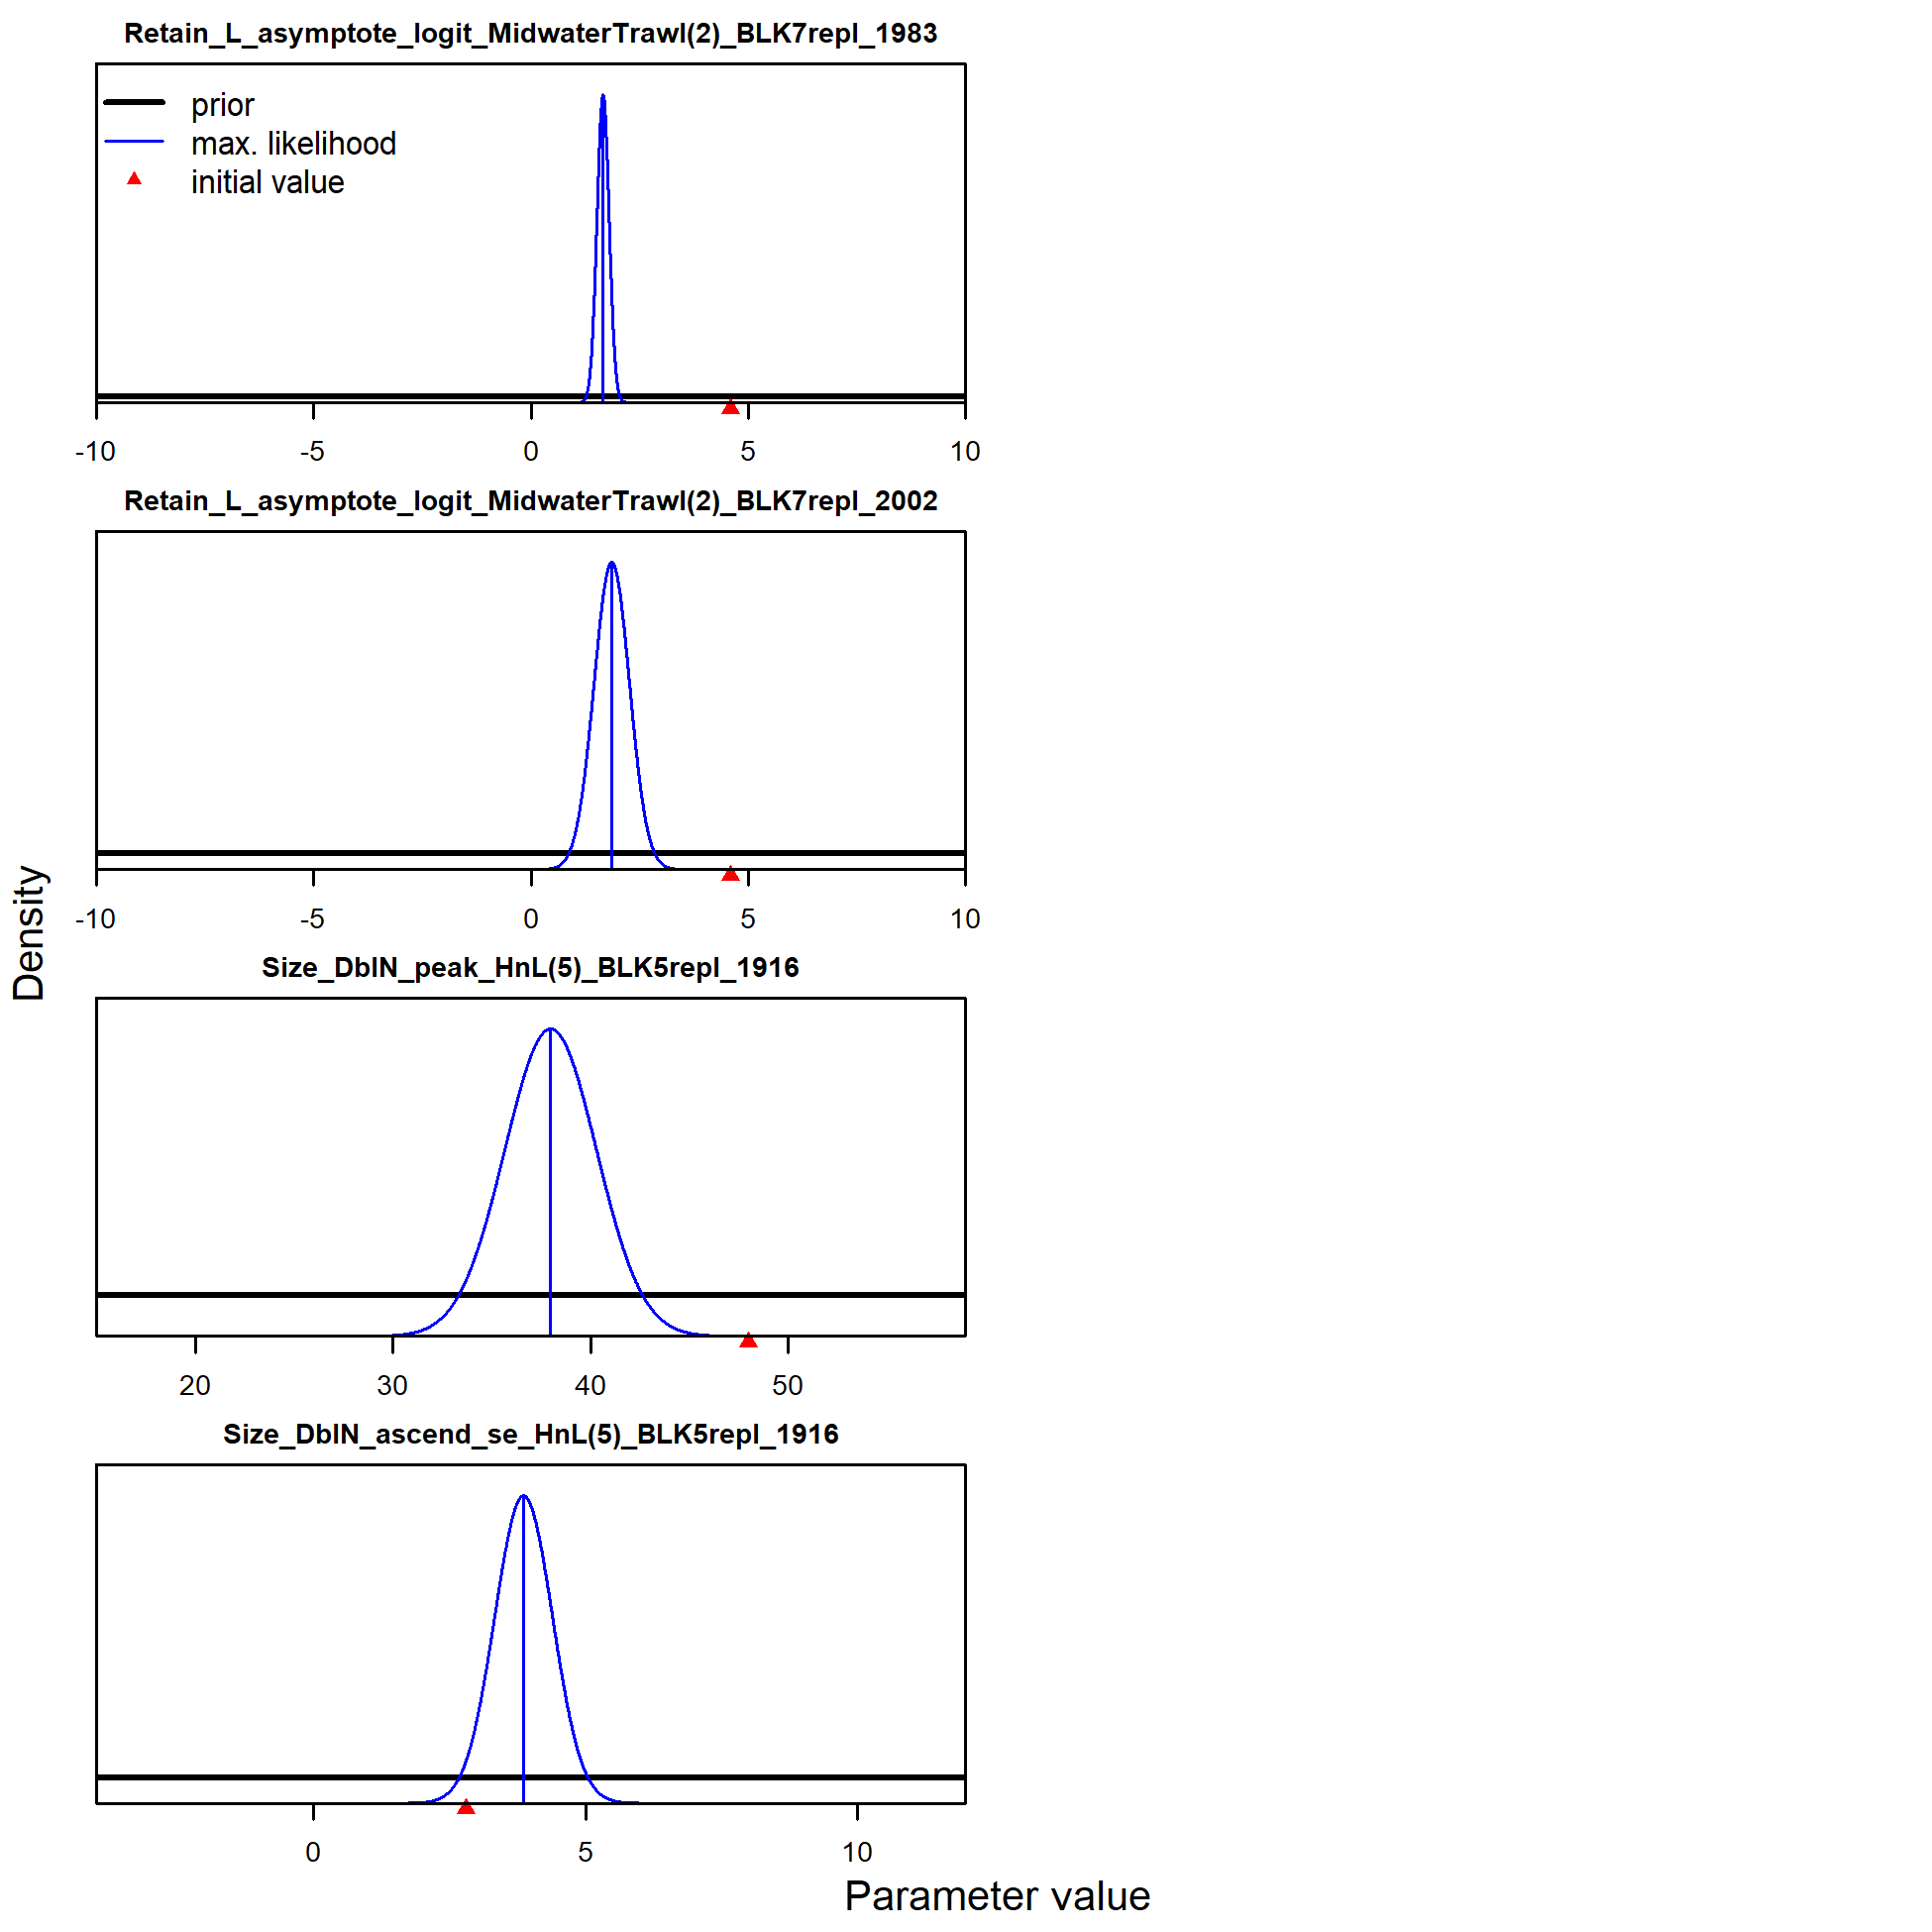 Retain_L_asymptote_logit_MidwaterTrawl(2)_BLK7repl_1983
prior
max. likelihood
initial value
-10 -5 0 5 10
Retain_L_asymptote_logit_MidwaterTrawl(2)_BLK7repl_2002
-10 -5 0 5 10
Size_DblN_peak_HnL(5)_BLK5repl_1916
20 30 40 50
Size_DblN_ascend_se_HnL(5)_BLK5repl_1916
0 5 10
Density
Parameter value